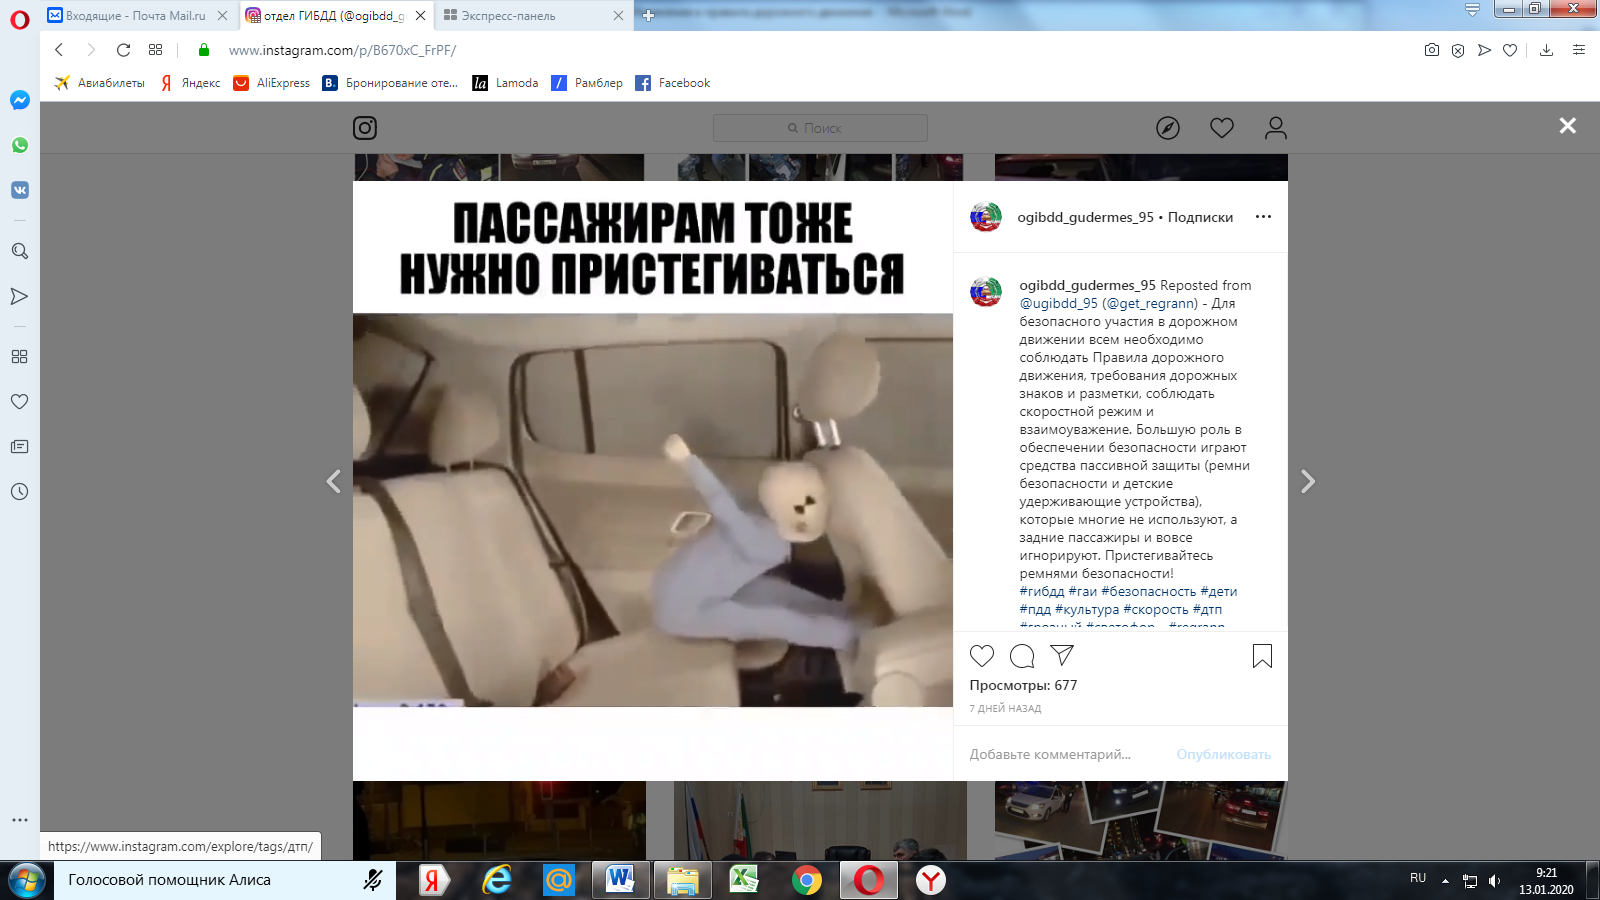 Входящие - Почта Mail.ru
отдел ГИБДД (@ogibdd_g
Экспресс-панель
www.instagram.com/p/B670xC_FrPF/
Авиабилеты
Яндекс
AliExpress
Бронирование оте...
Lamoda
Рамблер
Facebook
Поиск
ПАССАЖИРАМ ТОЖЕ
НУЖНО ПРИСТЕГИВАТЬСЯ
ogibdd_gudermes_95 • Подписки
ogibdd_gudermes_95 Reposted from
@ugibdd_95 (@get_regrann) - Для
безопасного участия в дорожном
движении всем необходимо
соблюдать Правила дорожного
движения, требования дорожных
знаков и разметки, соблюдать
скоростной режим и
взаимоуважение. Большую роль в
обеспечении безопасности играют
средства пассивной защиты (ремни
безопасности и детские
удерживающие устройства),
которые многие не используют, а
задние пассажиры и вовсе
игнорируют. Пристегивайтесь
ремнями безопасности!
#гибдд #гаи #безопасность #дети
#пдд #культура #скорость #дтп
#грозный #светофор #regrann
Просмотры: 677
7 ДНЕЙ НАЗАД
Добавьте комментарий...
Опубликовать
https://www.instagram.com/explore/tags/дтп/
Голосовой помощник Алиса
RU
9:21
13.01.2020